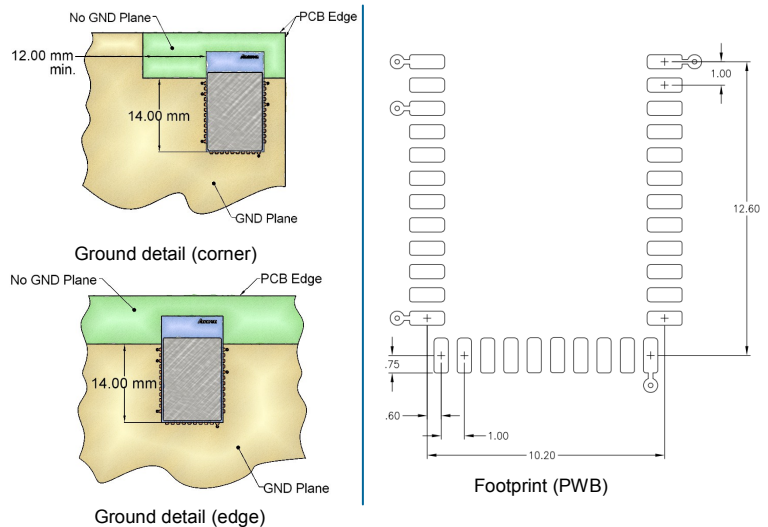 No GND Plane
PCB Edge
12.00 mm
min.
14.00 mm
GND Plane
Ground detail (corner)
No GND Plane
PCB Edge
14.00 mm
GND Plane
Ground detail (edge)
1.00
12.60
.75
.60
1.00
10.20
Footprint (PWB)